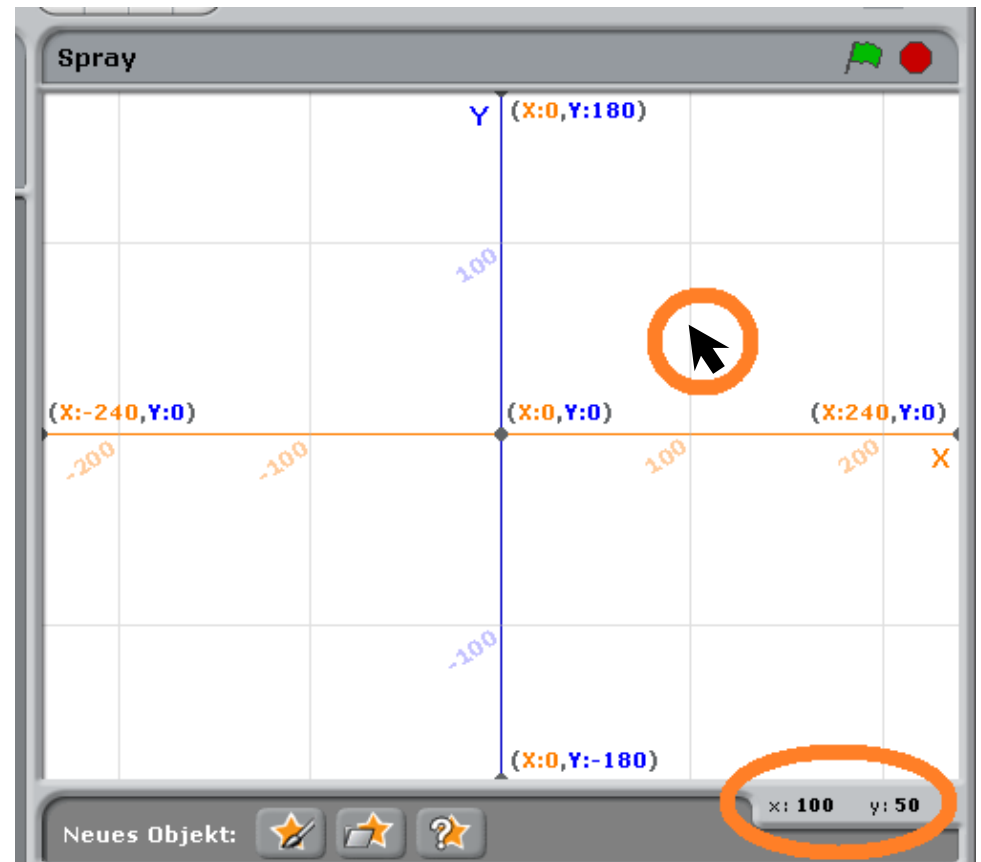 Spray
Y (X:0,Y:180)
100
(X:-240,Y:0) (X:0,Y:0) (X:240,Y:0)
-200 -100 100 200 X
-100
(X:0,Y:-180)
x: 100 y: 50
Neues Objekt: